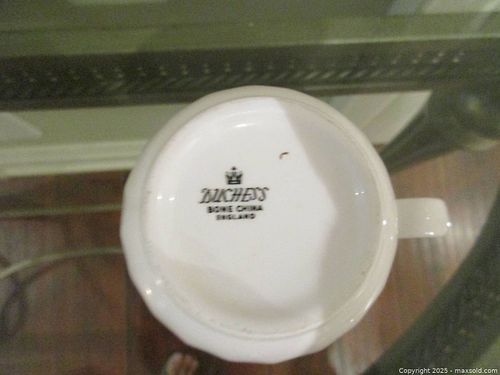 DUCHESS
BONE CHINA
ENGLAND
Copyright 2025 - maxsold.com